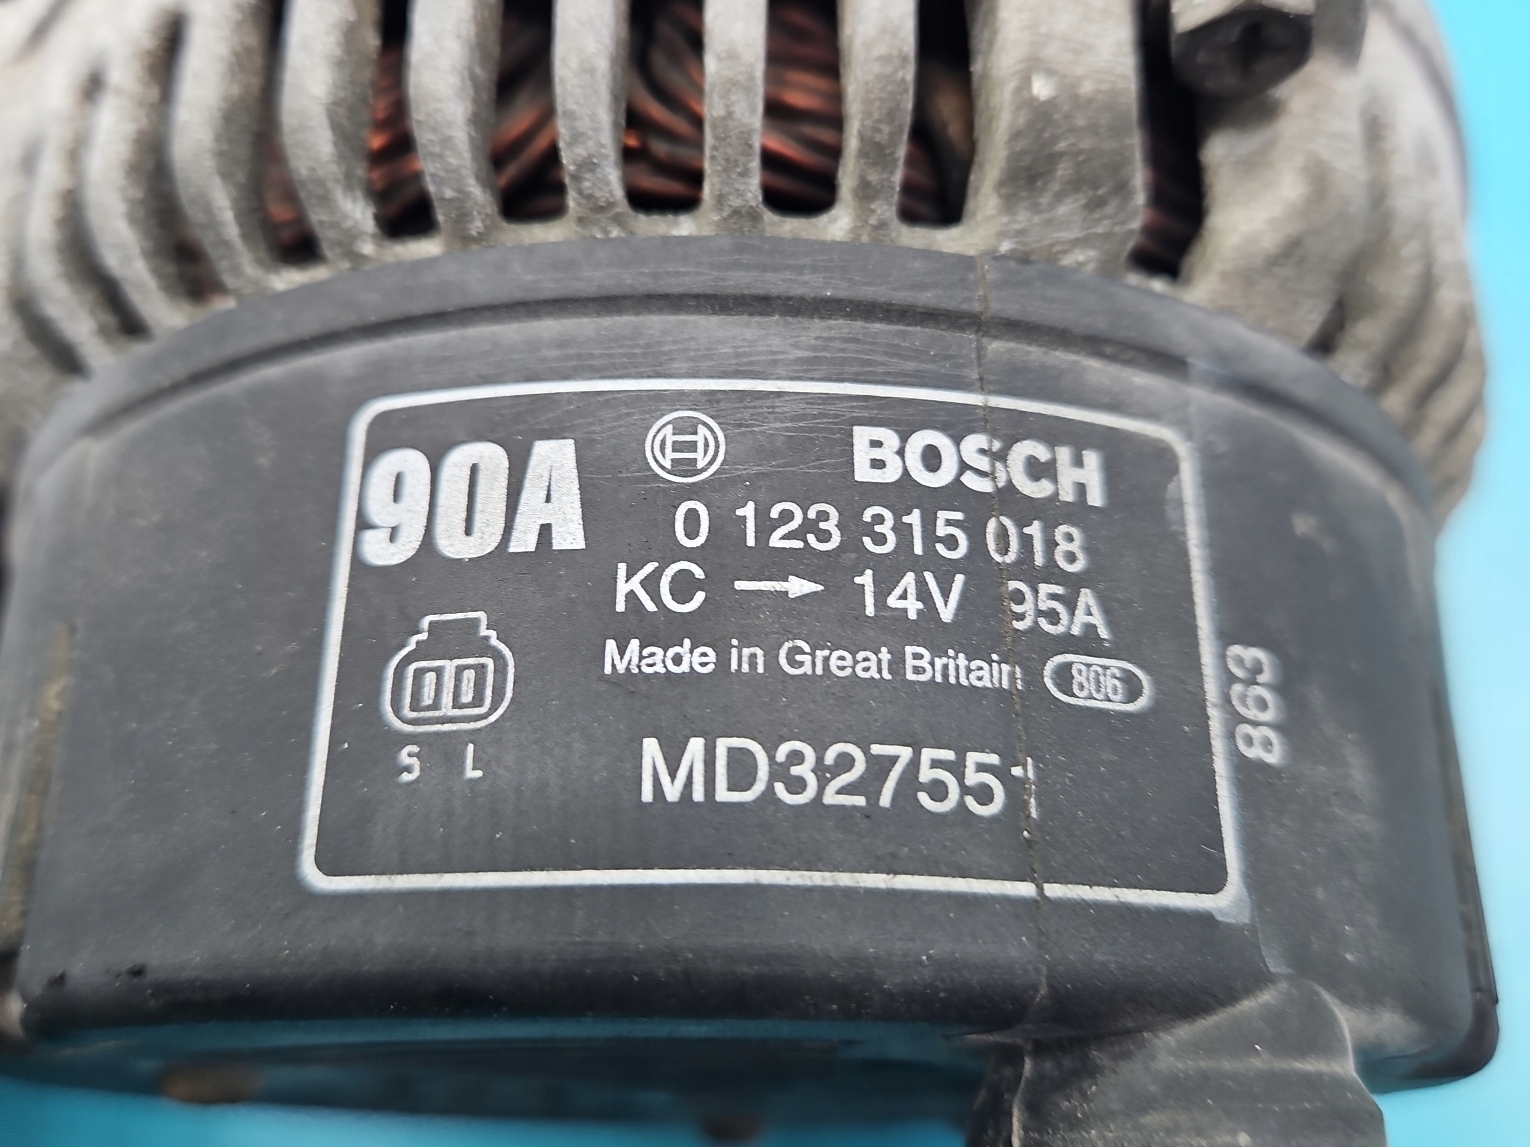 90A BOSCH
0 123 315 018
KC → 14V 95A
Made in Great Britain 806
S L
MD327551
863